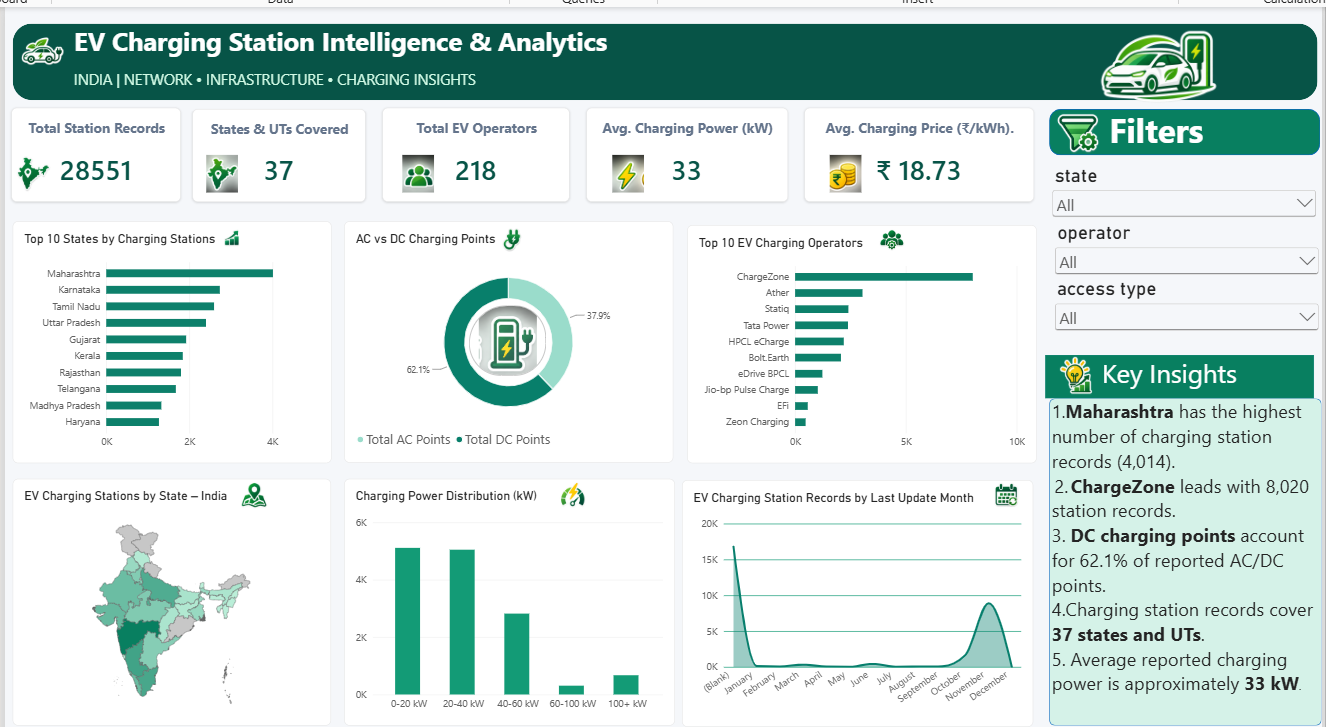 Data
Queries
Insert
EV Charging Station Intelligence & Analytics
INDIA | NETWORK • INFRASTRUCTURE • CHARGING INSIGHTS
Total Station Records
28551
States & UTs Covered
37
Total EV Operators
218
Avg. Charging Power (kW)
33
Avg. Charging Price (₹/kWh).
₹ 18.73
Filters
state
All
operator
All
access type
All
Top 10 States by Charging Stations
Maharashtra
Karnataka
Tamil Nadu
Uttar Pradesh
Gujarat
Kerala
Rajasthan
Telangana
Madhya Pradesh
Haryana
0K 2K 4K
AC vs DC Charging Points
37.9%
62.1%
Total AC Points Total DC Points
Top 10 EV Charging Operators
ChargeZone
Ather
Statiq
Tata Power
HPCL eCharge
Bolt.Earth
eDrive BPCL
Jio-bp Pulse Charge
EFi
Zeon Charging
0K 5K 10K
Key Insights
1.Maharashtra has the highest
number of charging station
records (4,014).
2. ChargeZone leads with 8,020
station records.
3. DC charging points account
for 62.1% of reported AC/DC
points.
4.Charging station records cover
37 states and UTs.
5. Average reported charging
power is approximately 33 kW.
EV Charging Stations by State – India
Charging Power Distribution (kW)
6K
4K
2K
0K
0-20 kW 20-40 kW 40-60 kW 60-100 kW 100+ kW
EV Charging Station Records by Last Update Month
20K
15K
10K
5K
0K
(Blank) January February March April May June July August September October November December